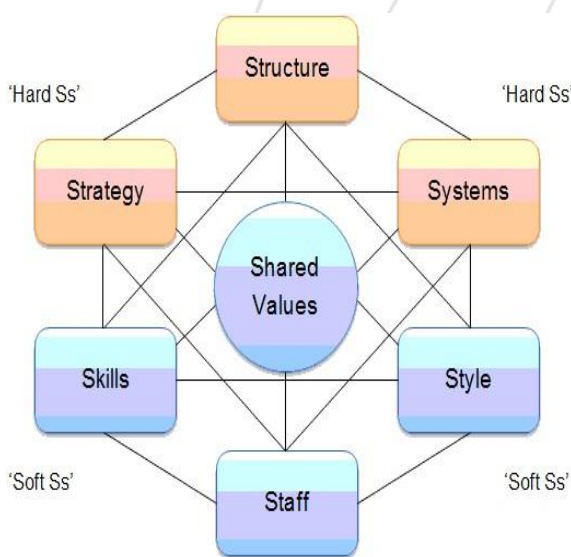 Structure
'Hard Ss'
'Hard Ss'
Strategy
Systems
Shared
Values
Skills
Style
'Soft Ss'
'Soft Ss'
Staff